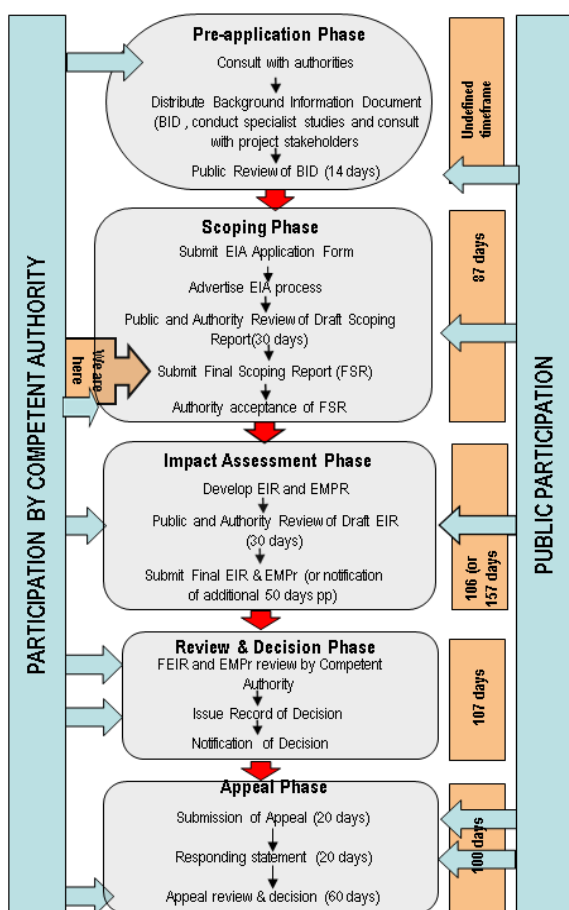 Pre-application Phase
Consult with authorities
Distribute Background Information Document
(BID , conduct specialist studies and consult
with project stakeholders
Public Review of BID (14 days)
Undefined
timeframe
Scoping Phase
Submit EIA Application Form
Advertise EIA process
Public and Authority Review of Draft Scoping
Report(30 days)
Submit Final Scoping Report (FSR)
Authority acceptance of FSR
87 days
We are
here
Impact Assessment Phase
Develop EIR and EMPR
Public and Authority Review of Draft EIR
(30 days)
Submit Final EIR & EMPr (or notification
of additional 50 days pp)
106 (or
157 days
Review & Decision Phase
FEIR and EMPr review by Competent
Authority
Issue Record of Decision
Notification of Decision
107 days
Appeal Phase
Submission of Appeal (20 days)
Responding statement (20 days)
Appeal review & decision (60 days)
100 days
PARTICIPATION BY COMPETENT AUTHORITY
PUBLIC PARTICIPATION